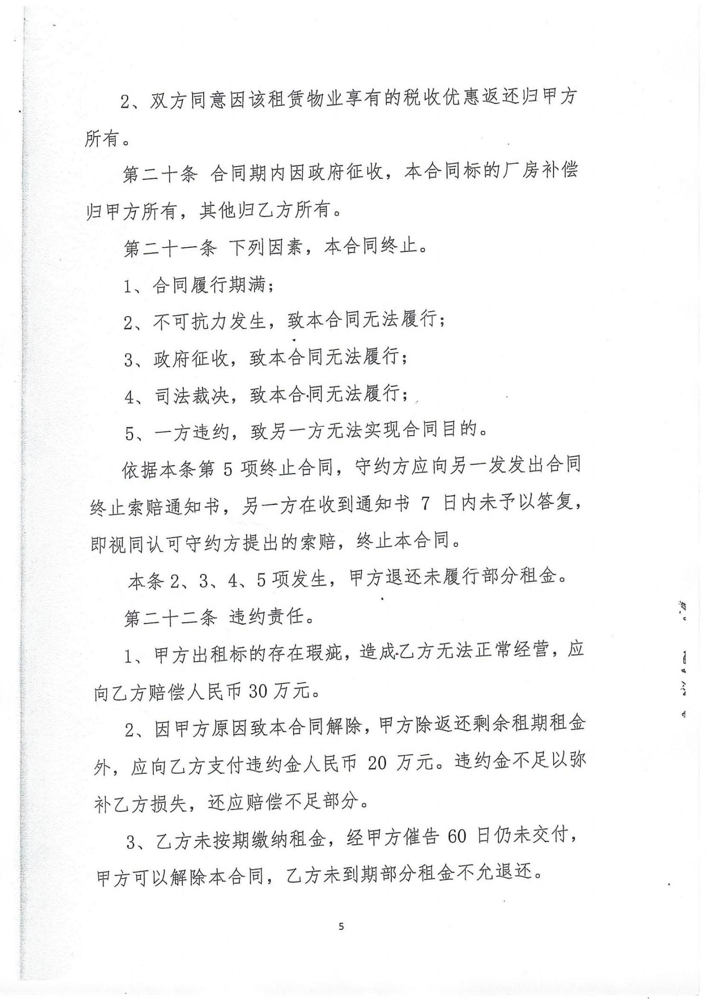 2、双方同意因该租赁物业享有的税收优惠返还归甲方
所有。
第二十条 合同期内因政府征收，本合同标的厂房补偿
归甲方所有，其他归乙方所有。
第二十一条 下列因素，本合同终止。
1、合同履行期满；
2、不可抗力发生，致本合同无法履行；
3、政府征收，致本合同无法履行；
4、司法裁决，致本合同无法履行；
5、一方违约，致另一方无法实现合同目的。
依据本条第 5 项终止合同，守约方应向另一发发出合同
终止索赔通知书，另一方在收到通知书 7 日内未予以答复，
即视同认可守约方提出的索赔，终止本合同。
本条 2、3、4、5 项发生，甲方退还未履行部分租金。
第二十二条 违约责任。
1、甲方出租标的存在瑕疵，造成乙方无法正常经营，应
向乙方赔偿人民币 30 万元。
2、因甲方原因致本合同解除，甲方除返还剩余租期租金
外，应向乙方支付违约金人民币 20 万元。违约金不足以弥
补乙方损失，还应赔偿不足部分。
3、乙方未按期缴纳租金，经甲方催告 60 日仍未交付，
甲方可以解除本合同，乙方未到期部分租金不允退还。
5